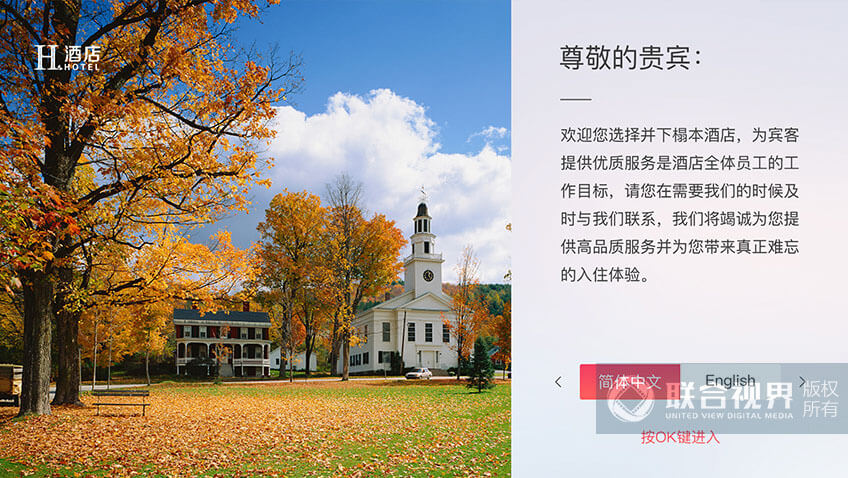 H 酒店
HOTEL
尊敬的贵宾：
欢迎您选择并下榻本酒店，为宾客
提供优质服务是酒店全体员工的工
作目标，请您在需要我们的时候及
时与我们联系，我们将竭诚为您提
供高品质服务并为您带来真正难忘
的入住体验。
简体中文
English
联合视界
UNITED VIEW DIGITAL MEDIA
版权
所有
按OK键进入